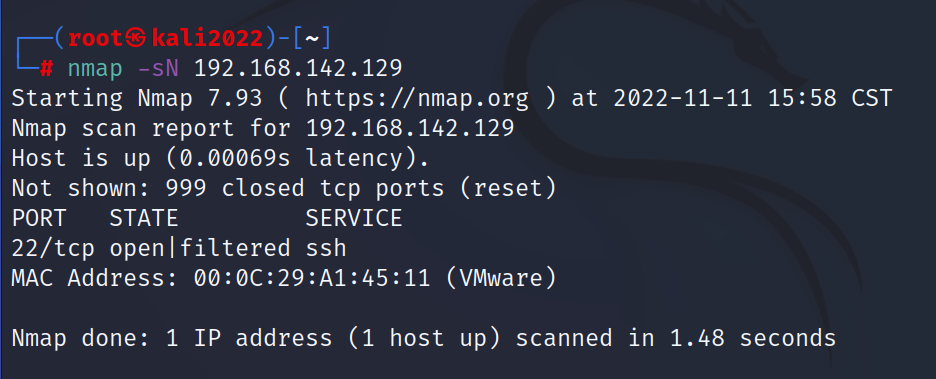 ┌──(root㉿kali2022)-[~]
└─# nmap -sN 192.168.142.129
Starting Nmap 7.93 ( https://nmap.org ) at 2022-11-11 15:58 CST
Nmap scan report for 192.168.142.129
Host is up (0.00069s latency).
Not shown: 999 closed tcp ports (reset)
PORT   STATE         SERVICE
22/tcp open|filtered ssh
MAC Address: 00:0C:29:A1:45:11 (VMware)
Nmap done: 1 IP address (1 host up) scanned in 1.48 seconds